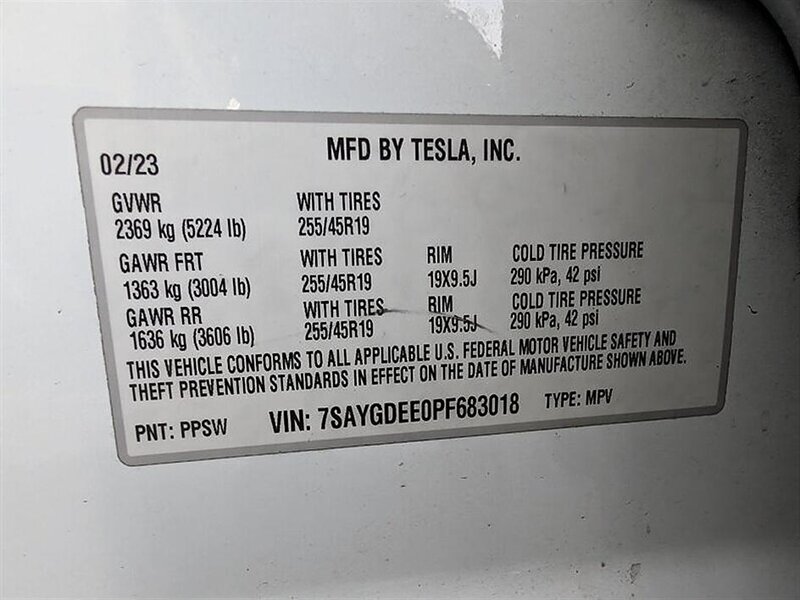 02/23 MFD BY TESLA, INC.
GVWR WITH TIRES
2369 kg (5224 lb) 255/45R19
GAWR FRT WITH TIRES RIM COLD TIRE PRESSURE
1363 kg (3004 lb) 255/45R19 19X9.5J 290 kPa, 42 psi
GAWR RR WITH TIRES RIM COLD TIRE PRESSURE
1636 kg (3606 lb) 255/45R19 19X9.5J 290 kPa, 42 psi
THIS VEHICLE CONFORMS TO ALL APPLICABLE U.S. FEDERAL MOTOR VEHICLE SAFETY AND
THEFT PREVENTION STANDARDS IN EFFECT ON THE DATE OF MANUFACTURE SHOWN ABOVE.
PNT: PPSW VIN: 7SAYGDEE0PF683018 TYPE: MPV